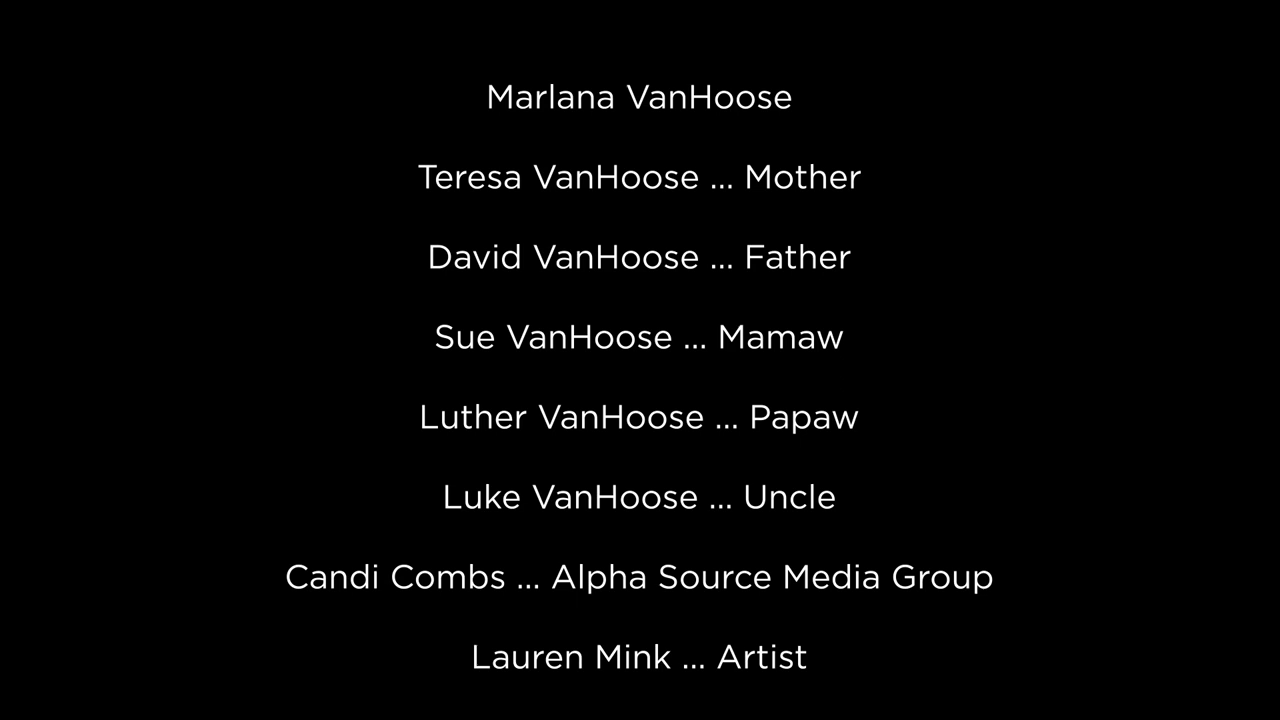 Marlana VanHoose
Teresa VanHoose ... Mother
David VanHoose ... Father
Sue VanHoose ... Mamaw
Luther VanHoose ... Papaw
Luke VanHoose ... Uncle
Candi Combs ... Alpha Source Media Group
Lauren Mink ... Artist